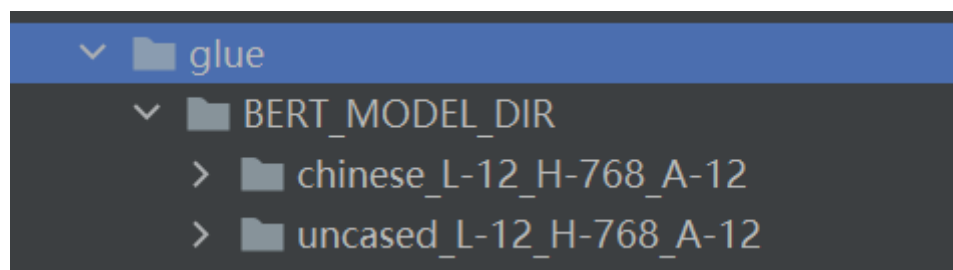 glue
BERT_MODEL_DIR
chinese_L-12_H-768_A-12
uncased_L-12_H-768_A-12